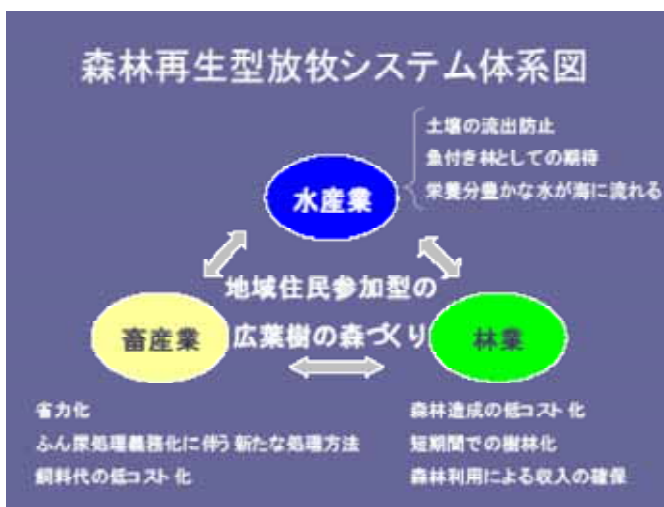 森林再生型放牧システム体系図
土壌の流出防止
魚付き林としての期待
栄養分豊かな水が海に流れる
水産業
地域住民参加型の
広葉樹の森づくり
畜産業
林業
省力化
ふん尿処理義務化に伴う新たな処理方法
飼料代の低コスト化
森林造成の低コスト化
短期間での樹林化
森林利用による収入の確保